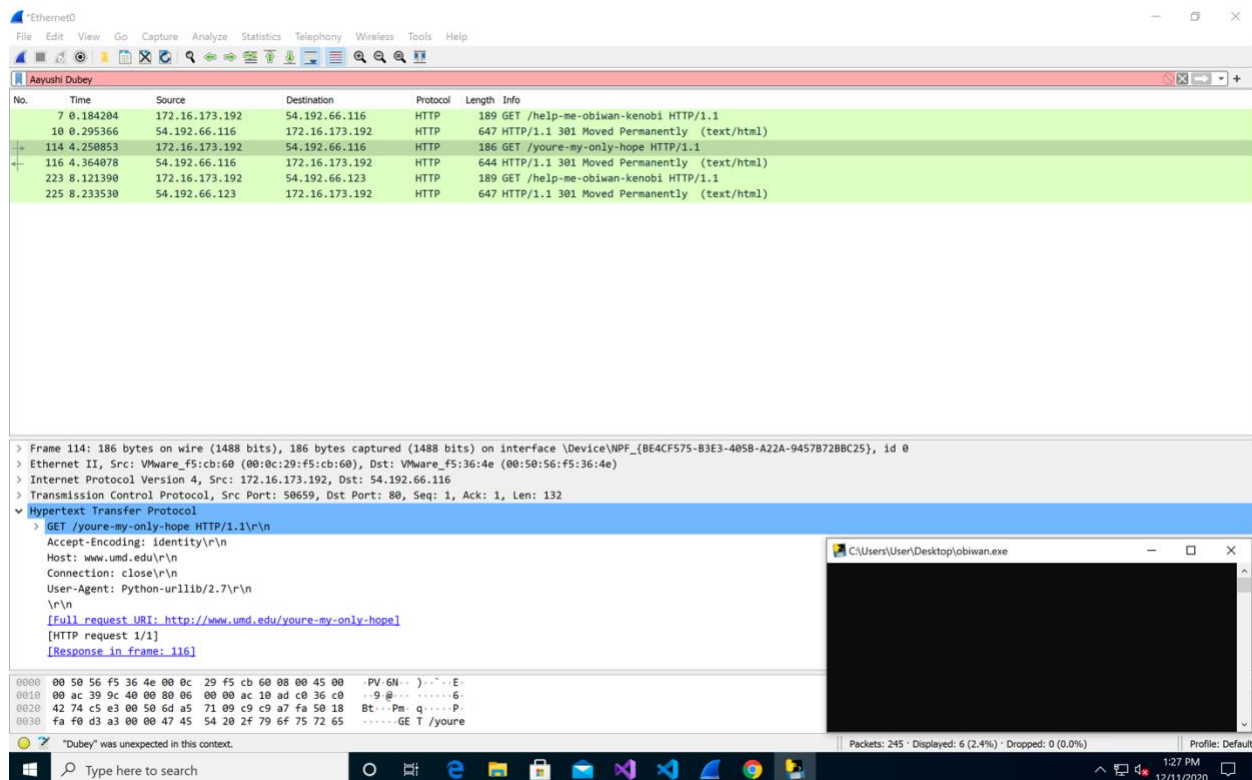 *Ethernet0
File Edit View Go Capture Analyze Statistics Telephony Wireless Tools Help
Aayushi Dubey
No. Time Source Destination Protocol Length Info
7 0.184204 172.16.173.192 54.192.66.116 HTTP 189 GET /help-me-obiwan-kenobi HTTP/1.1
10 0.295366 54.192.66.116 172.16.173.192 HTTP 647 HTTP/1.1 301 Moved Permanently (text/html)
114 4.250853 172.16.173.192 54.192.66.116 HTTP 186 GET /youre-my-only-hope HTTP/1.1
116 4.364078 54.192.66.116 172.16.173.192 HTTP 644 HTTP/1.1 301 Moved Permanently (text/html)
223 8.121390 172.16.173.192 54.192.66.123 HTTP 189 GET /help-me-obiwan-kenobi HTTP/1.1
225 8.233530 54.192.66.123 172.16.173.192 HTTP 647 HTTP/1.1 301 Moved Permanently (text/html)
> Frame 114: 186 bytes on wire (1488 bits), 186 bytes captured (1488 bits) on interface \Device\NPF_{BE4CF575-B3E3-405B-A22A-9457B72BBC25}, id 0
> Ethernet II, Src: VMware_f5:cb:60 (00:0c:29:f5:cb:60), Dst: VMware_f5:36:4e (00:50:56:f5:36:4e)
> Internet Protocol Version 4, Src: 172.16.173.192, Dst: 54.192.66.116
> Transmission Control Protocol, Src Port: 50659, Dst Port: 80, Seq: 1, Ack: 1, Len: 132
Hypertext Transfer Protocol
> GET /youre-my-only-hope HTTP/1.1\r\n
Accept-Encoding: identity\r\n
Host: www.umd.edu\r\n
Connection: close\r\n
User-Agent: Python-urllib/2.7\r\n
\r\n
[Full request URI: http://www.umd.edu/youre-my-only-hope]
[HTTP request 1/1]
[Response in frame: 116]
C:\Users\User\Desktop\obiwan.exe
0000 00 50 56 f5 36 4e 00 0c 29 f5 cb 60 08 00 45 00 ·PV·6N·· )··`··E·
0010 00 ac 39 9c 40 00 80 06 00 00 ac 10 ad c0 36 c0 ··9·@··· ······6·
0020 42 74 c5 e3 00 50 6d a5 71 09 c9 c9 a7 fa 50 18 Bt···Pm· q·····P·
0030 fa f0 d3 a3 00 00 47 45 54 20 2f 79 6f 75 72 65 ······GE T /youre
"Dubey" was unexpected in this context.
Packets: 245 · Displayed: 6 (2.4%) · Dropped: 0 (0.0%)
Profile: Default
Type here to search
1:27 PM
12/11/2020